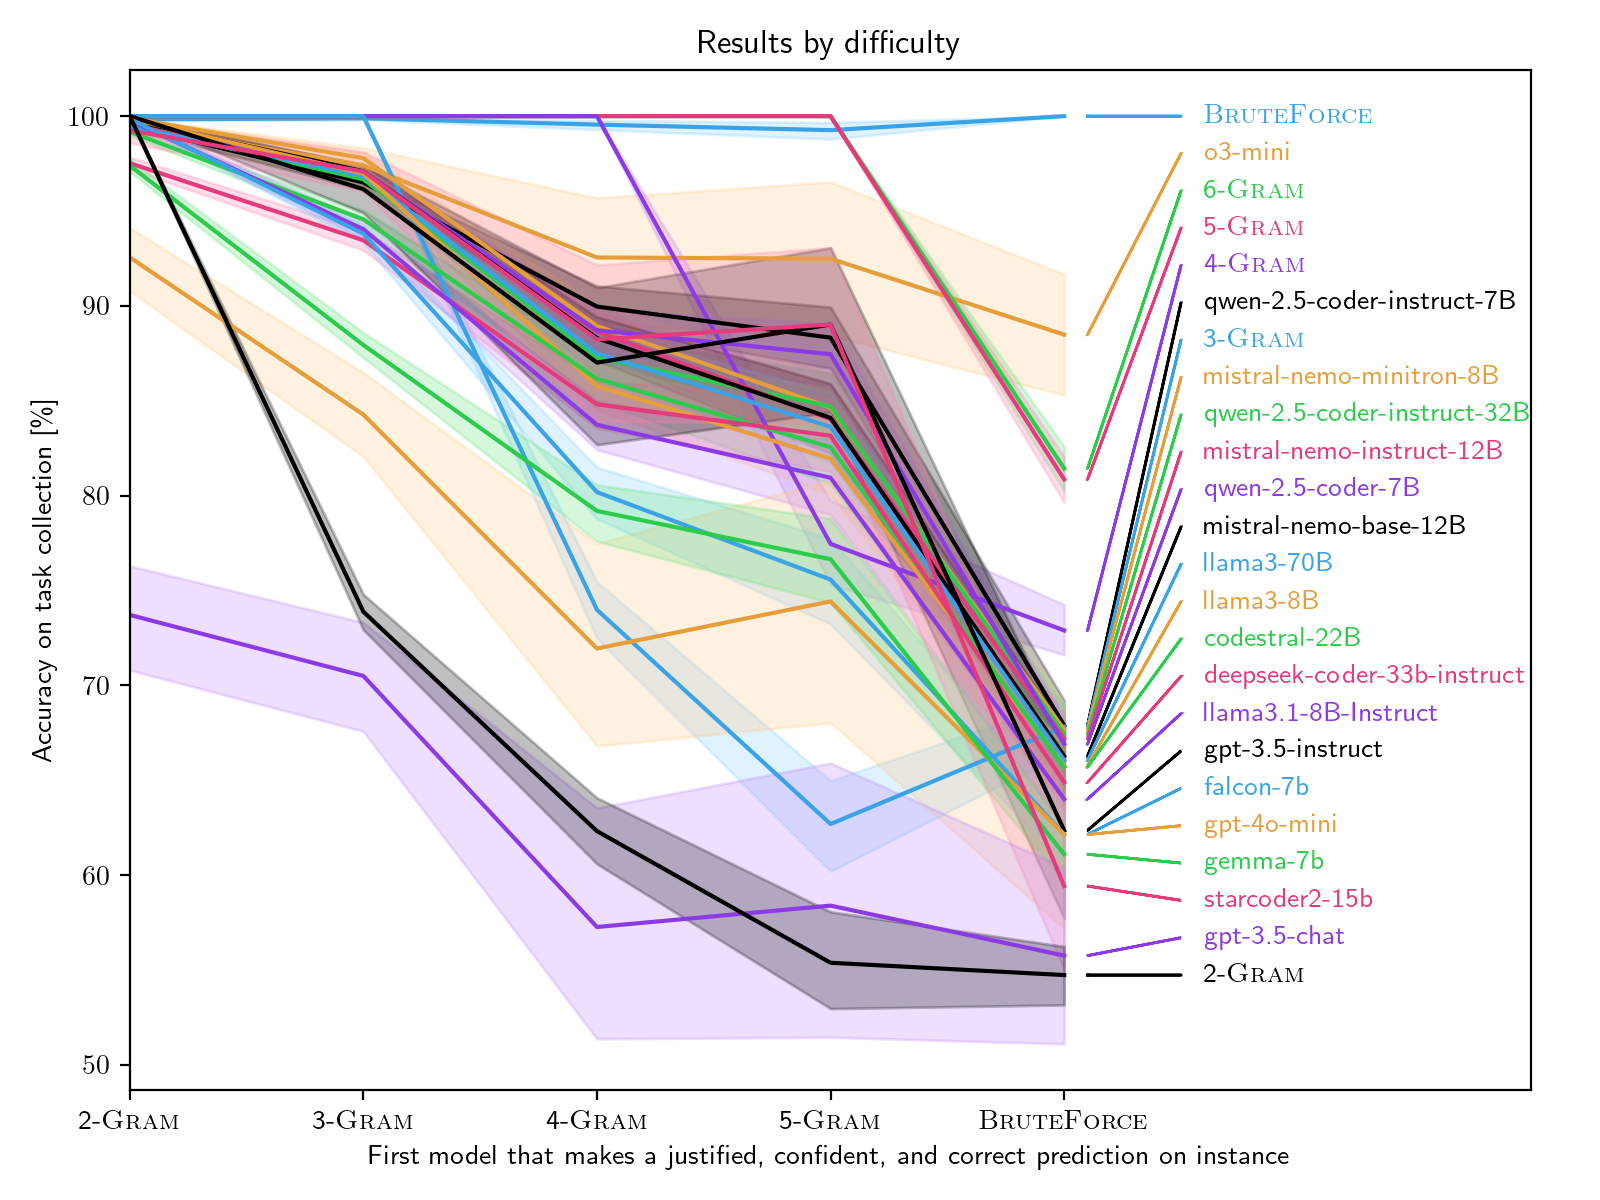 Results by difficulty
Accuracy on task collection [%]
100
90
80
70
60
50
2-Gram
3-Gram
4-Gram
5-Gram
BruteForce
First model that makes a justified, confident, and correct prediction on instance
BruteForce
o3-mini
6-Gram
5-Gram
4-Gram
qwen-2.5-coder-instruct-7B
3-Gram
mistral-nemo-minitron-8B
qwen-2.5-coder-instruct-32B
mistral-nemo-instruct-12B
qwen-2.5-coder-7B
mistral-nemo-base-12B
llama3-70B
llama3-8B
codestral-22B
deepseek-coder-33b-instruct
llama3.1-8B-Instruct
gpt-3.5-instruct
falcon-7b
gpt-4o-mini
gemma-7b
starcoder2-15b
gpt-3.5-chat
2-Gram